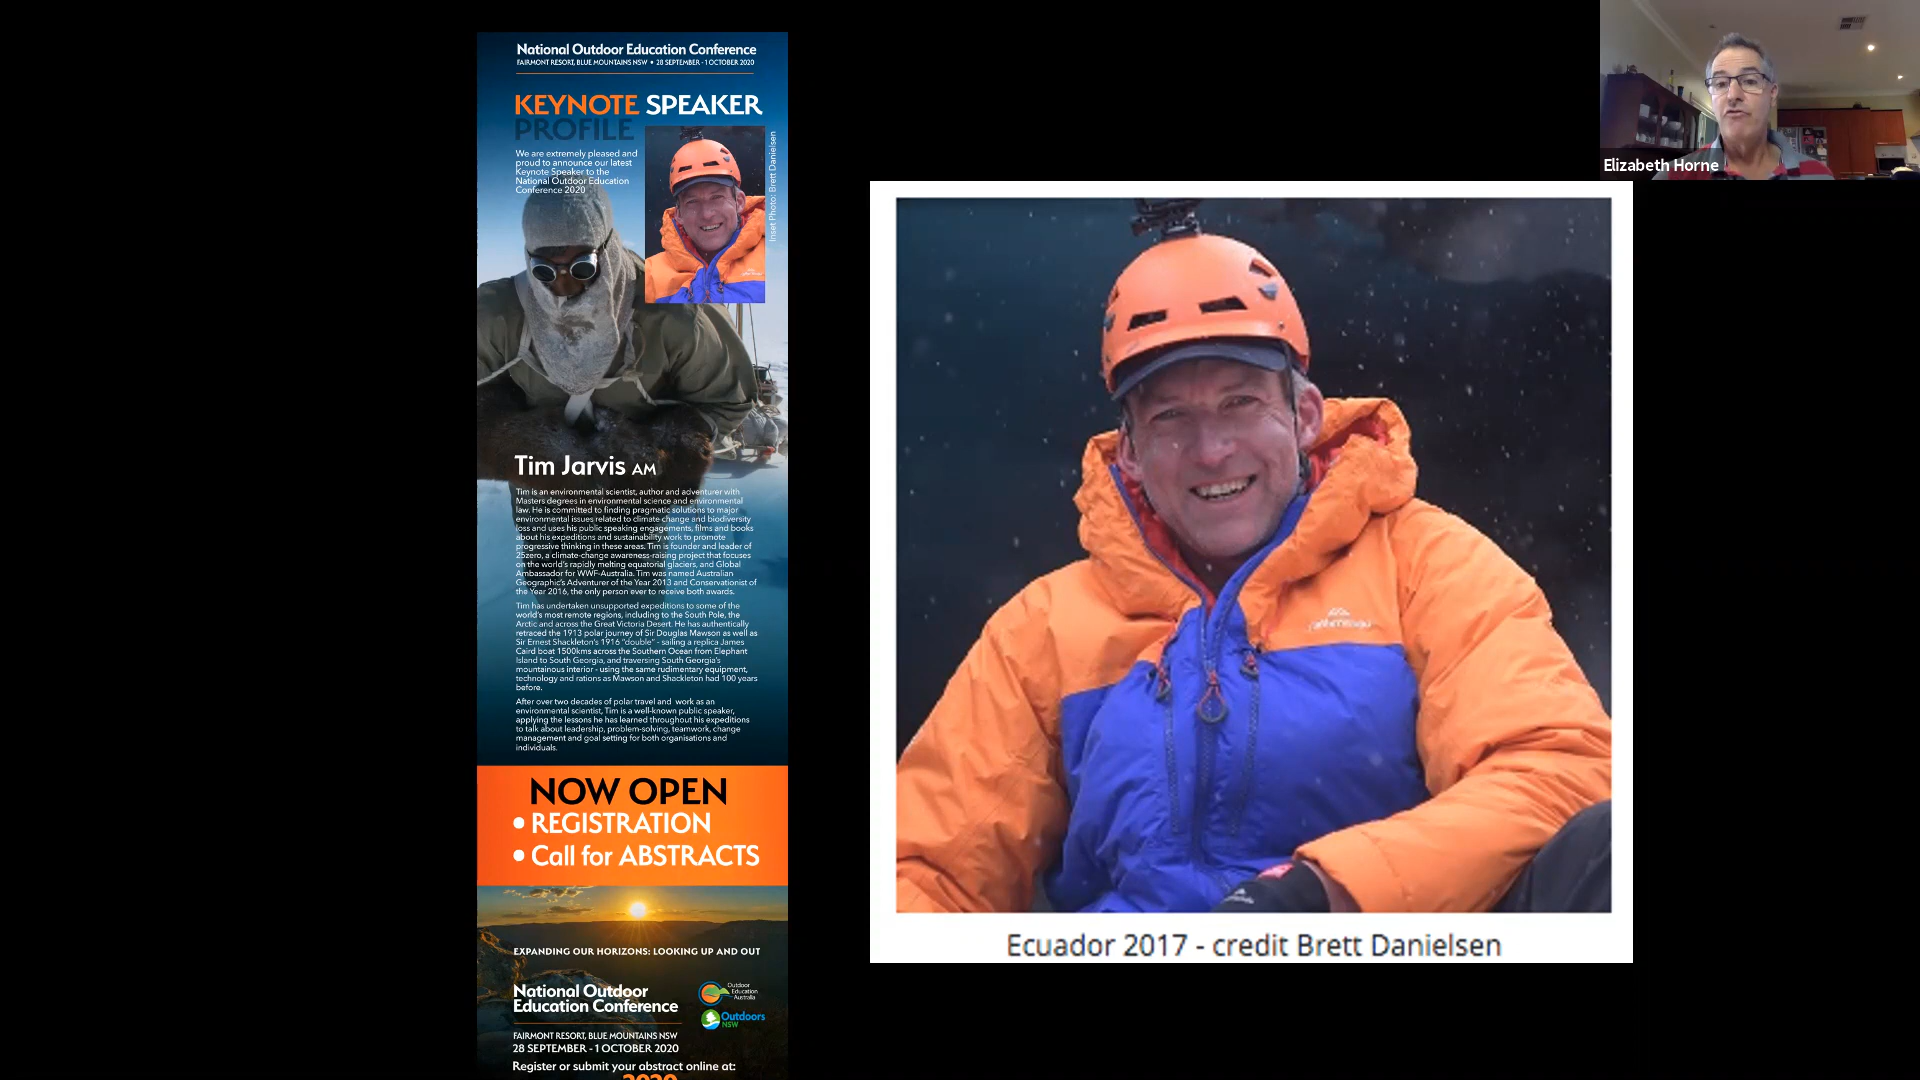 National Outdoor Education Conference
FAIRMONT RESORT, BLUE MOUNTAINS NSW • 28 SEPTEMBER - 1 OCTOBER 2020
KEYNOTE SPEAKER
PROFILE
We are extremely pleased and
proud to announce our latest
Keynote Speaker to the
National Outdoor Education
Conference 2020
Inset Photo: Brett Danielsen
Tim Jarvis AM
Tim is an environmental scientist, author and adventurer with
Masters degrees in environmental science and environmental
law. He is committed to finding pragmatic solutions to major
environmental issues related to climate change and biodiversity
loss and uses his public speaking engagements, films and books
about his expeditions and sustainability work to promote
progressive thinking in these areas. Tim is founder and leader of
25zero, a climate-change awareness-raising project that focuses
on the world's rapidly melting equatorial glaciers, and Global
Ambassador for WWF-Australia. Tim was named Australian
Geographic's Adventurer of the Year 2013 and Conservationist of
the Year 2016, the only person ever to receive both awards.
Tim has undertaken unsupported expeditions to some of the
world's most remote regions, including to the South Pole, the
Arctic and across the Great Victoria Desert. He has authentically
retraced the 1913 polar journey of Sir Douglas Mawson as well as
Sir Ernest Shackleton's 1916 "double" - sailing a replica James
Caird boat 1500kms across the Southern Ocean from Elephant
Island to South Georgia, and traversing South Georgia's
mountainous interior - using the same rudimentary equipment,
technology and rations as Mawson and Shackleton had 100 years
before.
After over two decades of polar travel and work as an
environmental scientist, Tim is a well-known public speaker,
applying the lessons he has learned throughout his expeditions
to talk about leadership, problem-solving, teamwork, change
management and goal setting for both organisations and
individuals.
NOW OPEN
• REGISTRATION
• Call for ABSTRACTS
EXPANDING OUR HORIZONS: LOOKING UP AND OUT
National Outdoor
Education Conference
Outdoor
Education
Australia
Outdoors
NSW
FAIRMONT RESORT, BLUE MOUNTAINS NSW
28 SEPTEMBER - 1 OCTOBER 2020
Register or submit your abstract online at:
Ecuador 2017 - credit Brett Danielsen
Elizabeth Horne